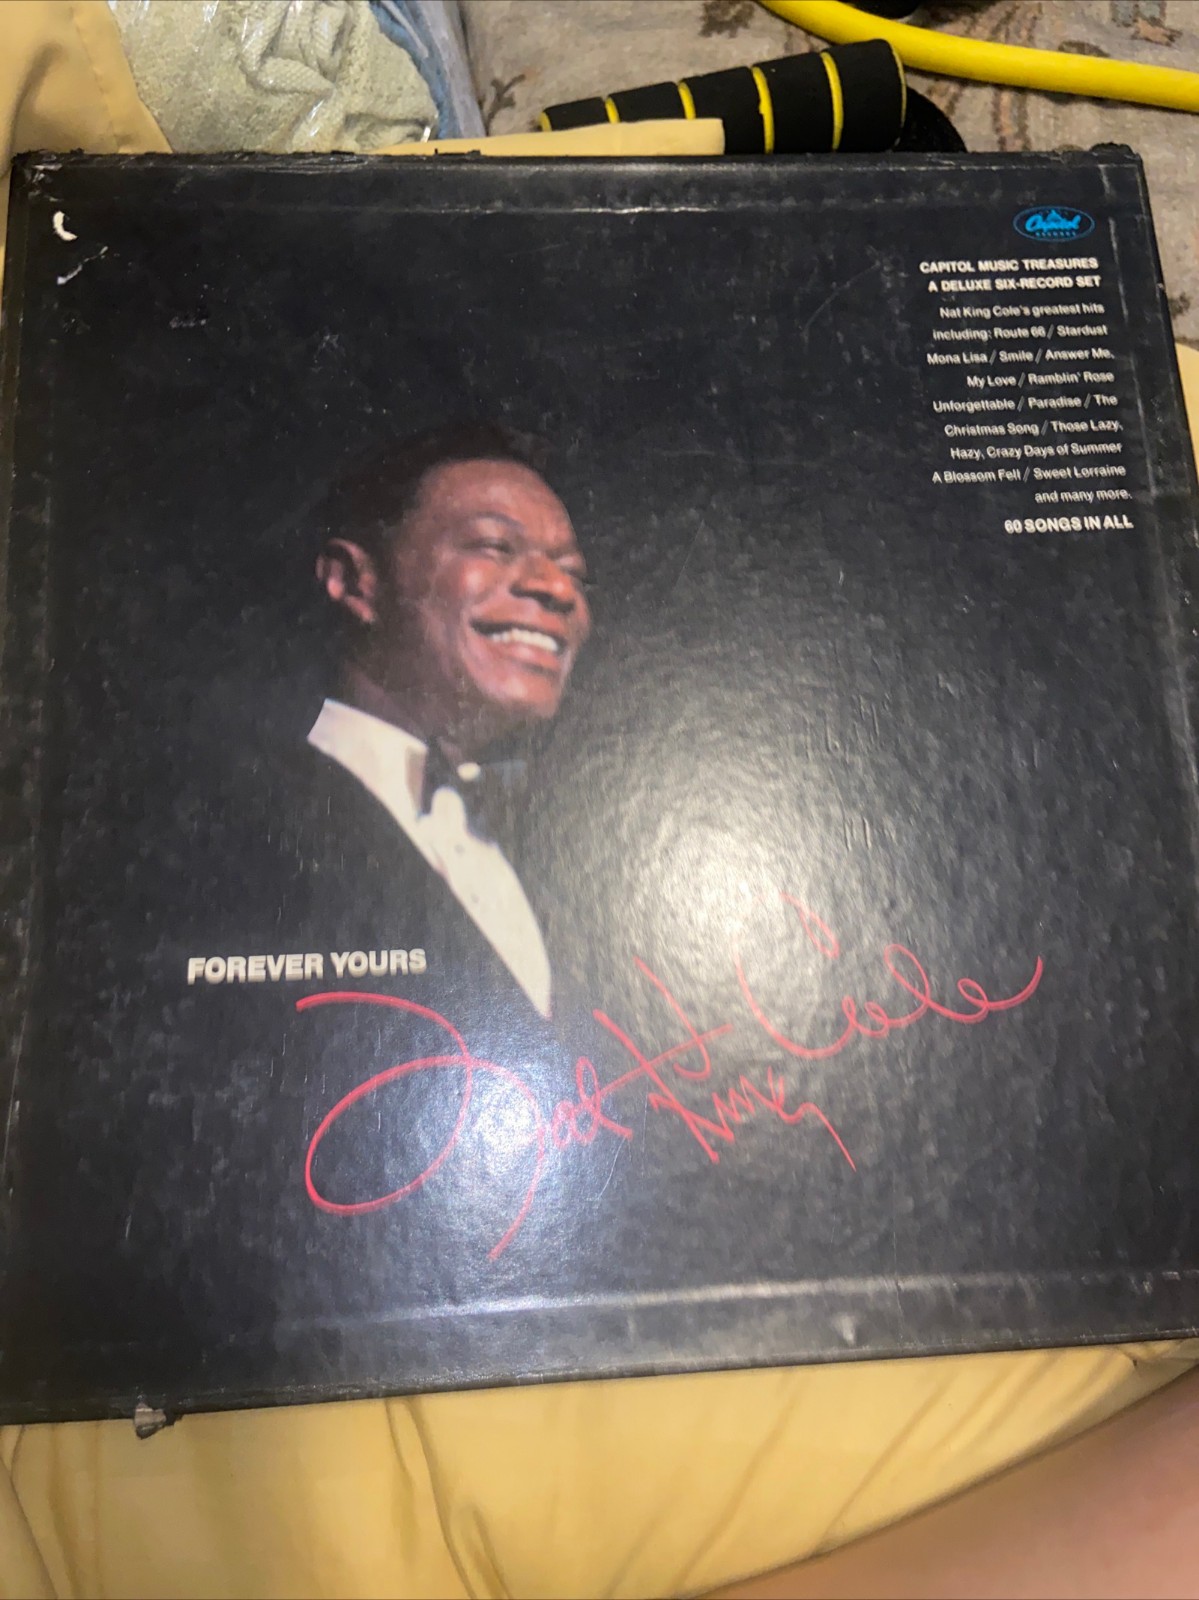 Capitol
RECORDS
CAPITOL MUSIC TREASURES
A DELUXE SIX-RECORD SET
Nat King Cole's greatest hits
including: Route 66 / Stardust
Mona Lisa / Smile / Answer Me,
My Love / Ramblin' Rose
Unforgettable / Paradise / The
Christmas Song / Those Lazy,
Hazy, Crazy Days of Summer
A Blossom Fell / Sweet Lorraine
and many more.
60 SONGS IN ALL
FOREVER YOURS
Nat King Cole